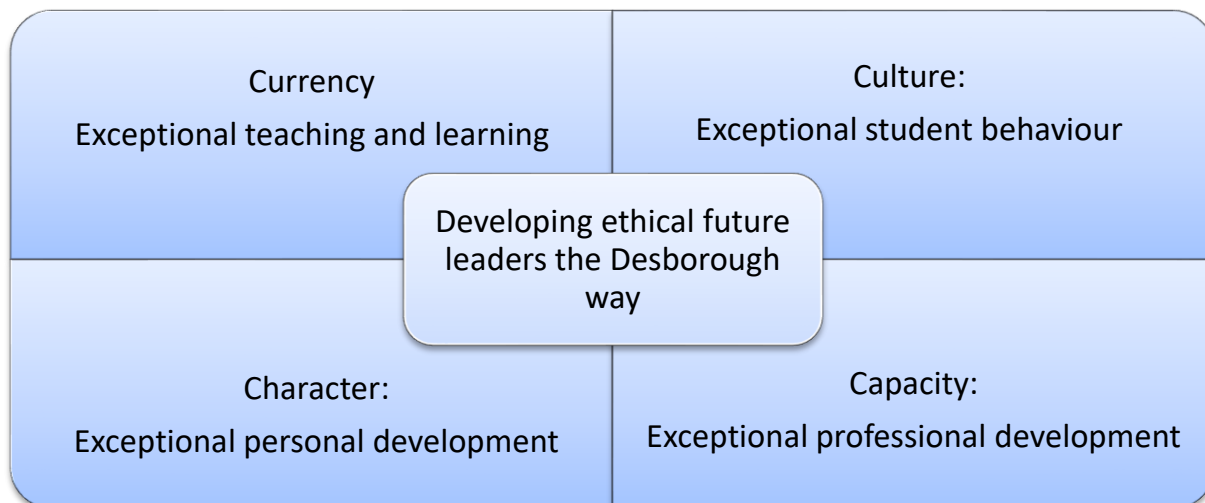 Currency
Exceptional teaching and learning
Culture:
Exceptional student behaviour
Developing ethical future
leaders the Desborough
way
Character:
Exceptional personal development
Capacity:
Exceptional professional development